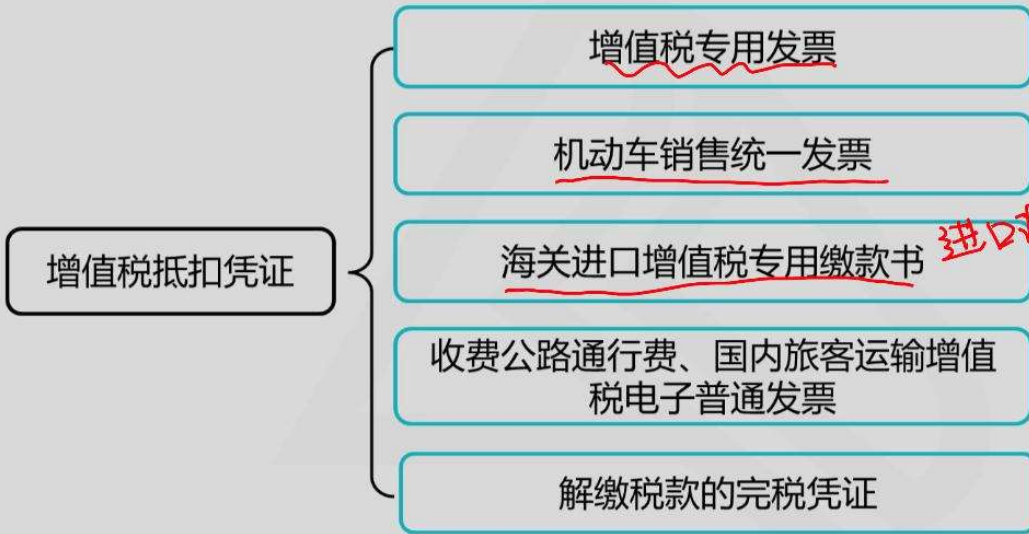 增值税专用发票
机动车销售统一发票
进口
海关进口增值税专用缴款书
增值税抵扣凭证
收费公路通行费、国内旅客运输增值
税电子普通发票
解缴税款的完税凭证